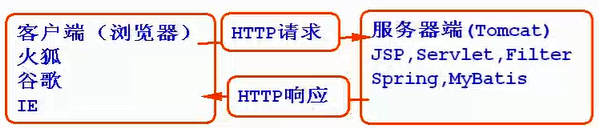 客户端（浏览器）
火狐
谷歌
IE
HTTP请求
HTTP响应
服务器端(Tomcat)
JSP,Servlet,Filter
Spring,MyBatis